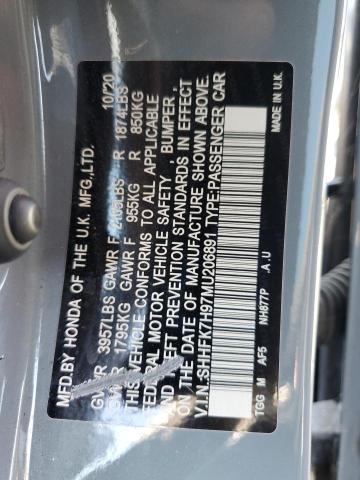 MFD.BY HONDA OF THE U.K. MFG.,LTD. 10/20
GVWR 3957LBS GAWR F 2105LBS R 1874LBS
1795KG GAWR F 955KG R 850KG
THIS VEHICLE CONFORMS TO ALL APPLICABLE
FEDERAL MOTOR VEHICLE SAFETY , BUMPER ,
AND THEFT PREVENTION STANDARDS IN EFFECT
ON THE DATE OF MANUFACTURE SHOWN ABOVE.
V.I.N.:SHHFK7H97MU206891 TYPE:PASSENGER CAR
TGG M AF5 NH877P .A.U MADE IN U.K.